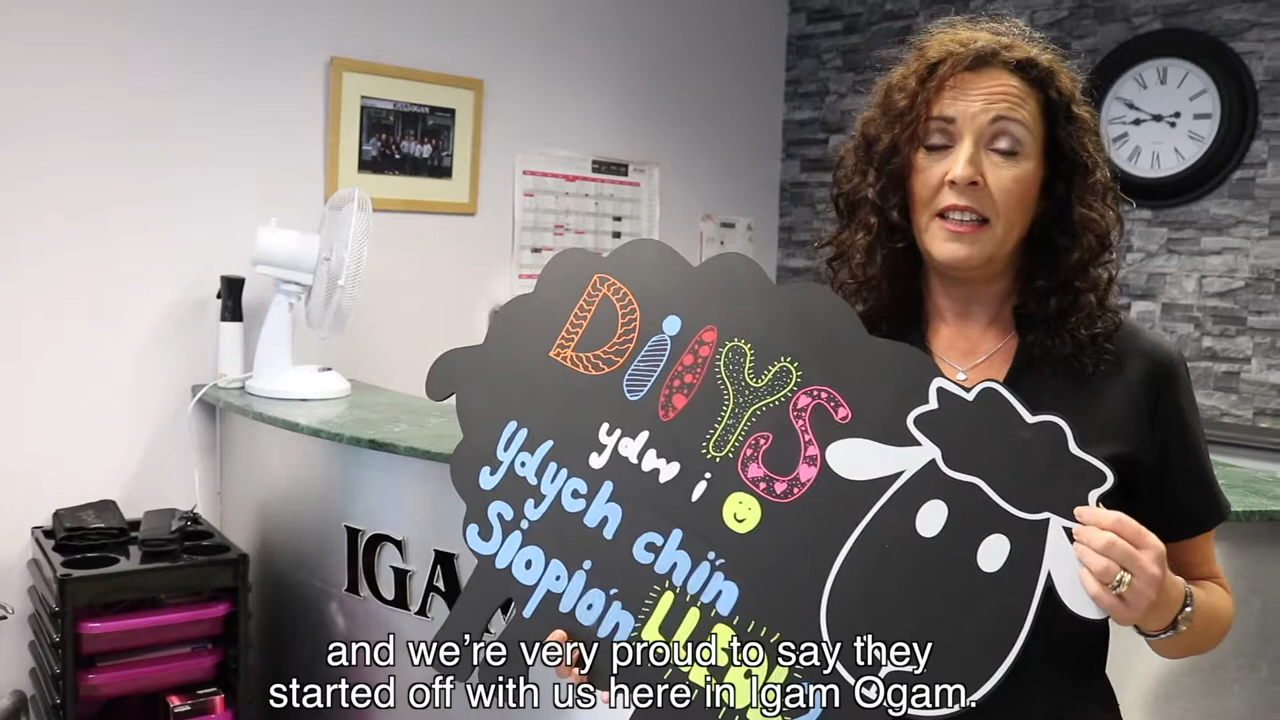 Dilys
ydw i
Ydych chin
Siopion
IGA
and we're very proud to say they
started off with us here in Igam Ogam.